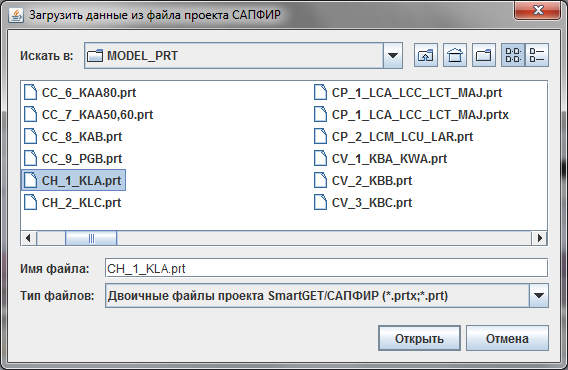 Загрузить данные из файла проекта САПФИР
Искать в: MODEL_PRT
CC_6_KAA80.prt
CC_7_KAA50,60.prt
CC_8_KAB.prt
CC_9_PGB.prt
CH_1_KLA.prt
CH_2_KLC.prt
CP_1_LCA_LCC_LCT_MAJ.prt
CP_1_LCA_LCC_LCT_MAJ.prtx
CP_2_LCM_LCU_LAR.prt
CV_1_KBA_KWA.prt
CV_2_KBB.prt
CV_3_KBC.prt
Имя файла: CH_1_KLA.prt
Тип файлов: Двоичные файлы проекта SmartGET/САПФИР (*.prtx;*.prt)
Открыть Отмена